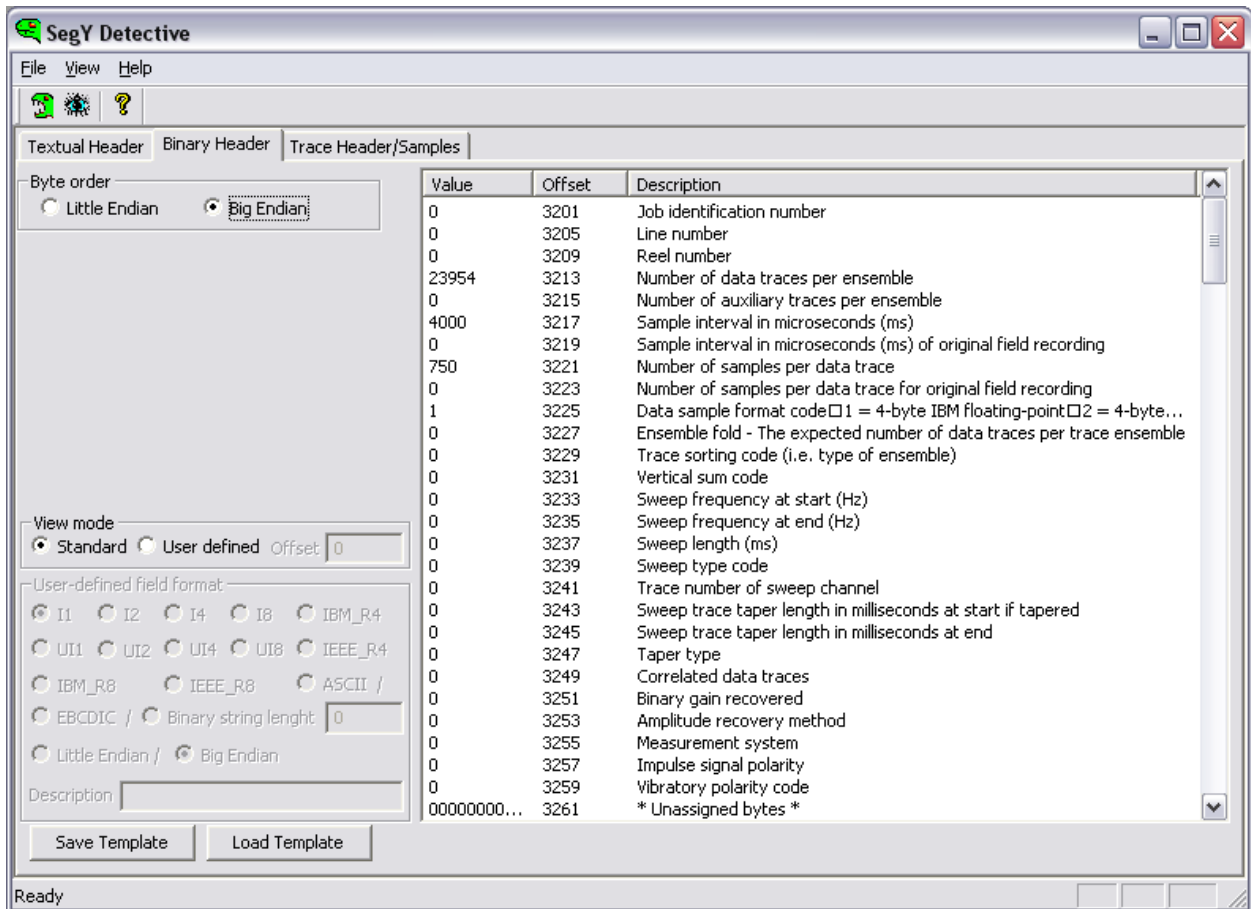 SegY Detective
File View Help
Textual Header Binary Header Trace Header/Samples
Byte order
Little Endian Big Endian
View mode
Standard User defined Offset 0
User-defined field format
I1 I2 I4 I8 IBM_R4
UI1 UI2 UI4 UI8 IEEE_R4
IBM_R8 IEEE_R8 ASCII /
EBCDIC / Binary string lenght 0
Little Endian / Big Endian
Description
Save Template Load Template
Value Offset Description
0 3201 Job identification number
0 3205 Line number
0 3209 Reel number
23954 3213 Number of data traces per ensemble
0 3215 Number of auxiliary traces per ensemble
4000 3217 Sample interval in microseconds (ms)
0 3219 Sample interval in microseconds (ms) of original field recording
750 3221 Number of samples per data trace
0 3223 Number of samples per data trace for original field recording
1 3225 Data sample format code□1 = 4-byte IBM floating-point□2 = 4-byte...
0 3227 Ensemble fold - The expected number of data traces per trace ensemble
0 3229 Trace sorting code (i.e. type of ensemble)
0 3231 Vertical sum code
0 3233 Sweep frequency at start (Hz)
0 3235 Sweep frequency at end (Hz)
0 3237 Sweep length (ms)
0 3239 Sweep type code
0 3241 Trace number of sweep channel
0 3243 Sweep trace taper length in milliseconds at start if tapered
0 3245 Sweep trace taper length in milliseconds at end
0 3247 Taper type
0 3249 Correlated data traces
0 3251 Binary gain recovered
0 3253 Amplitude recovery method
0 3255 Measurement system
0 3257 Impulse signal polarity
0 3259 Vibratory polarity code
00000000... 3261 * Unassigned bytes *
Ready